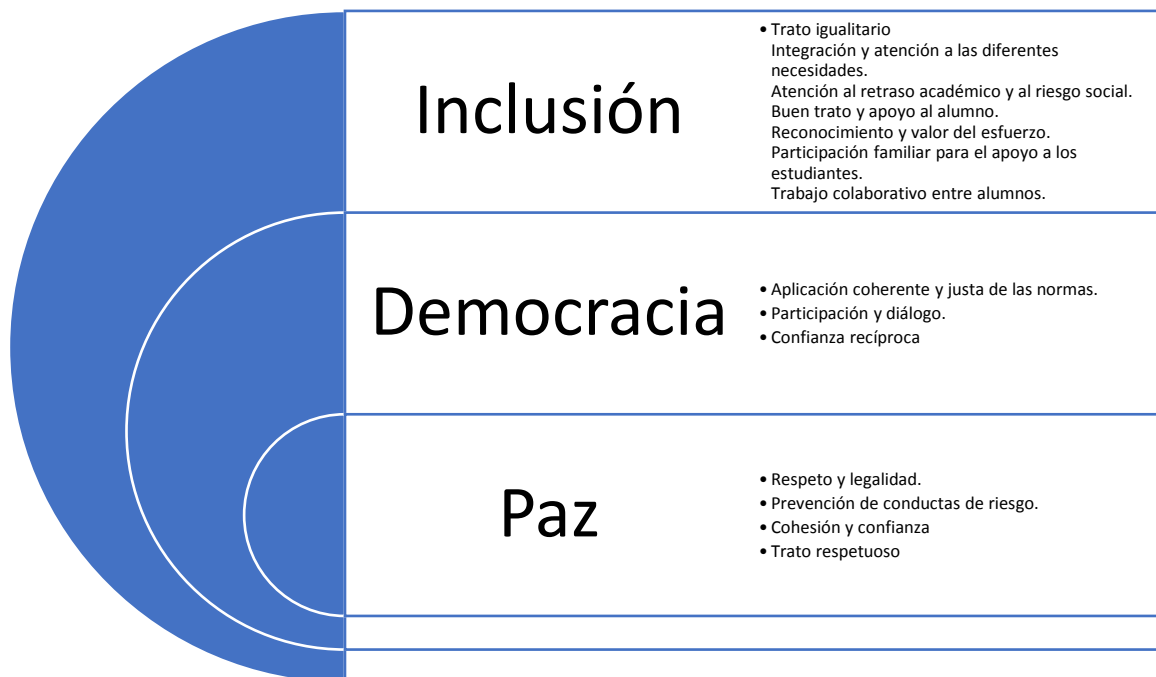 Inclusión
• Trato igualitario
Integración y atención a las diferentes
necesidades.
Atención al retraso académico y al riesgo social.
Buen trato y apoyo al alumno.
Reconocimiento y valor del esfuerzo.
Participación familiar para el apoyo a los
estudiantes.
Trabajo colaborativo entre alumnos.
Democracia
• Aplicación coherente y justa de las normas.
• Participación y diálogo.
• Confianza recíproca
Paz
• Respeto y legalidad.
• Prevención de conductas de riesgo.
• Cohesión y confianza
• Trato respetuoso